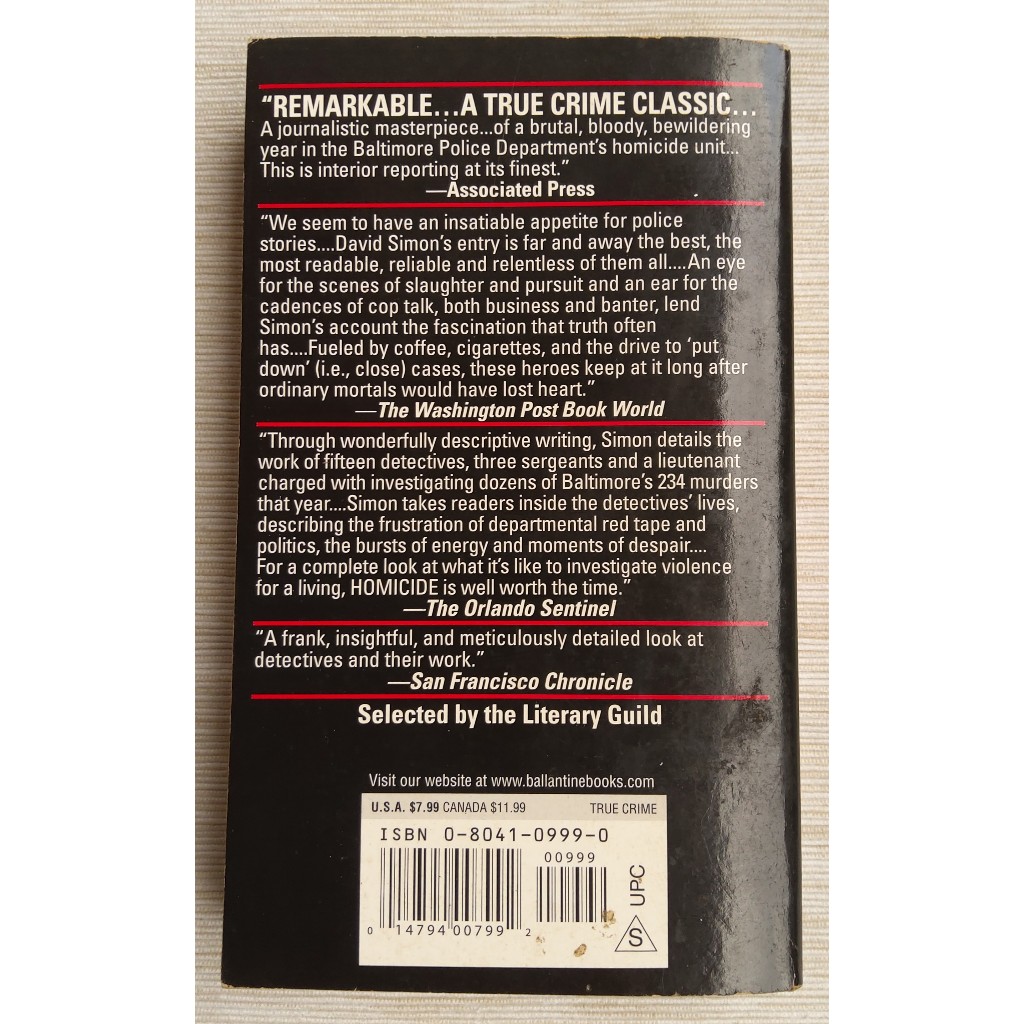 “REMARKABLE...A TRUE CRIME CLASSIC...
A journalistic masterpiece...of a brutal, bloody, bewildering
year in the Baltimore Police Department’s homicide unit...
This is interior reporting at its finest.”
—Associated Press
“We seem to have an insatiable appetite for police
stories....David Simon’s entry is far and away the best, the
most readable, reliable and relentless of them all....An eye
for the scenes of slaughter and pursuit and an ear for the
cadences of cop talk, both business and banter, lend
Simon’s account the fascination that truth often
has....Fueled by coffee, cigarettes, and the drive to ‘put
down’ (i.e., close) cases, these heroes keep at it long after
ordinary mortals would have lost heart.”
—The Washington Post Book World
“Through wonderfully descriptive writing, Simon details the
work of fifteen detectives, three sergeants and a lieutenant
charged with investigating dozens of Baltimore’s 234 murders
that year....Simon takes readers inside the detectives’ lives,
describing the frustration of departmental red tape and
politics, the bursts of energy and moments of despair....
For a complete look at what it’s like to investigate violence
for a living, HOMICIDE is well worth the time.”
—The Orlando Sentinel
“A frank, insightful, and meticulously detailed look at
detectives and their work.”
—San Francisco Chronicle
Selected by the Literary Guild
Visit our website at www.ballantinebooks.com
U.S.A. $7.99 CANADA $11.99 TRUE CRIME
ISBN 0-8041-0999-0
00999
0 14794 00799 2
UPC
S